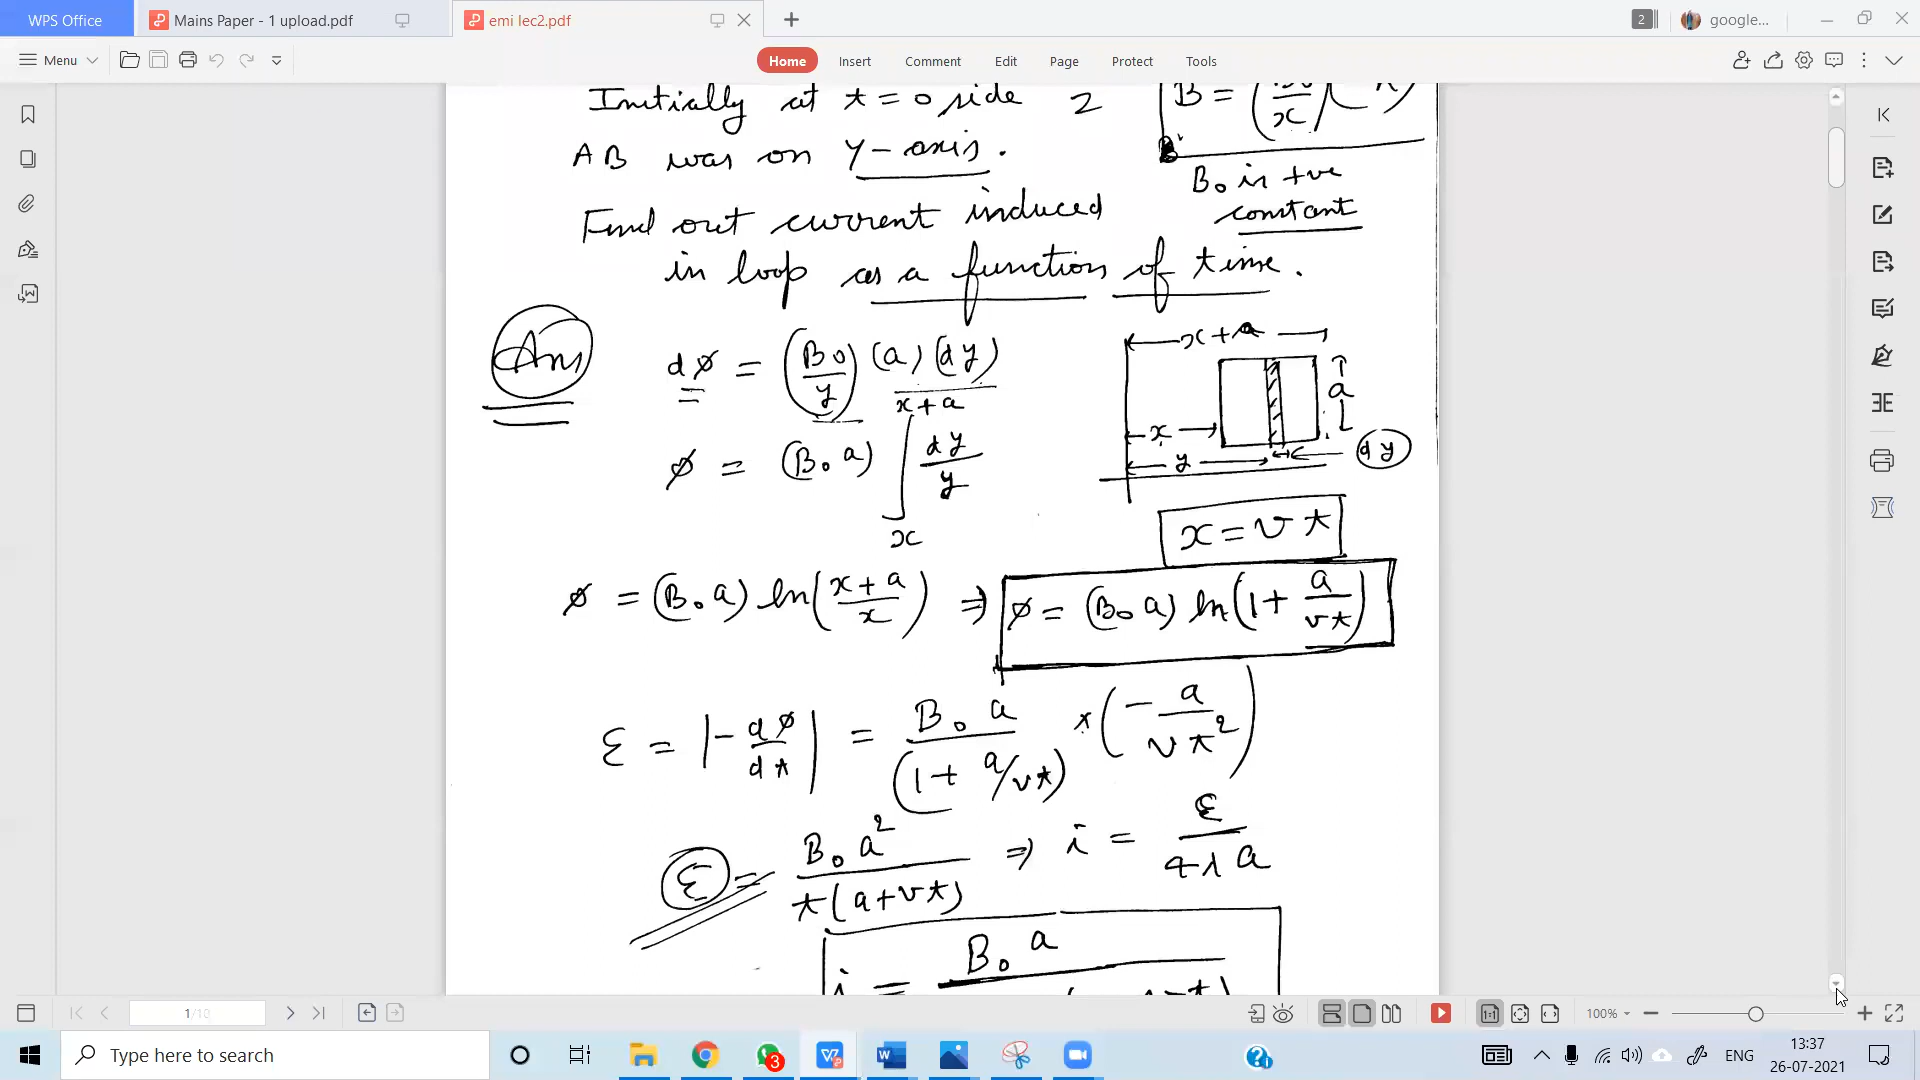 WPS Office
Mains Paper - 1 upload.pdf
emi lec2.pdf
2
google...
Menu
Home
Insert
Comment
Edit
Page
Protect
Tools
Initially at t = 0 side
AB was on Y-axis.
B =
B₀ is +ve
constant
Find out current induced
in loop as a function of time.
Ans
dφ = (B₀/y) (a) (dy)
φ = (B₀ a) ∫ₓ^{x+a} dy/y
x+a
a
x
y
dy
x = vt
φ = (B₀ a) ln((x+a)/x) ⇒ φ = (B₀ a) ln(1 + a/vt)
ε = |-dφ/dt| = B₀ a/(1 + a/vt) * (-a/vt²)
ε = B₀ a²/t(a+vt) ⇒ i = ε/4λa
i = B₀ a
1/10
100%
Type here to search
3
ENG
13:37
26-07-2021